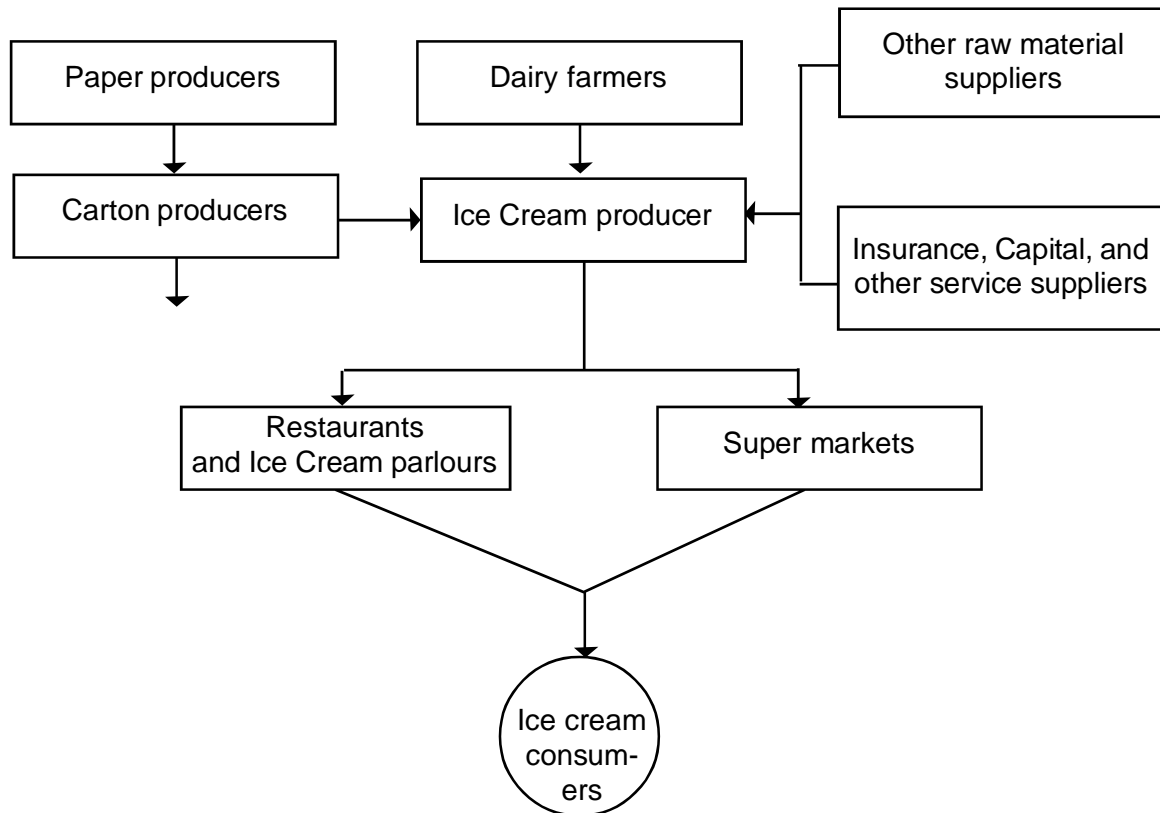 Paper producers
Dairy farmers
Other raw material
suppliers
Carton producers
Ice Cream producer
Insurance, Capital, and
other service suppliers
Restaurants
and Ice Cream parlours
Super markets
Ice cream
consum-
ers